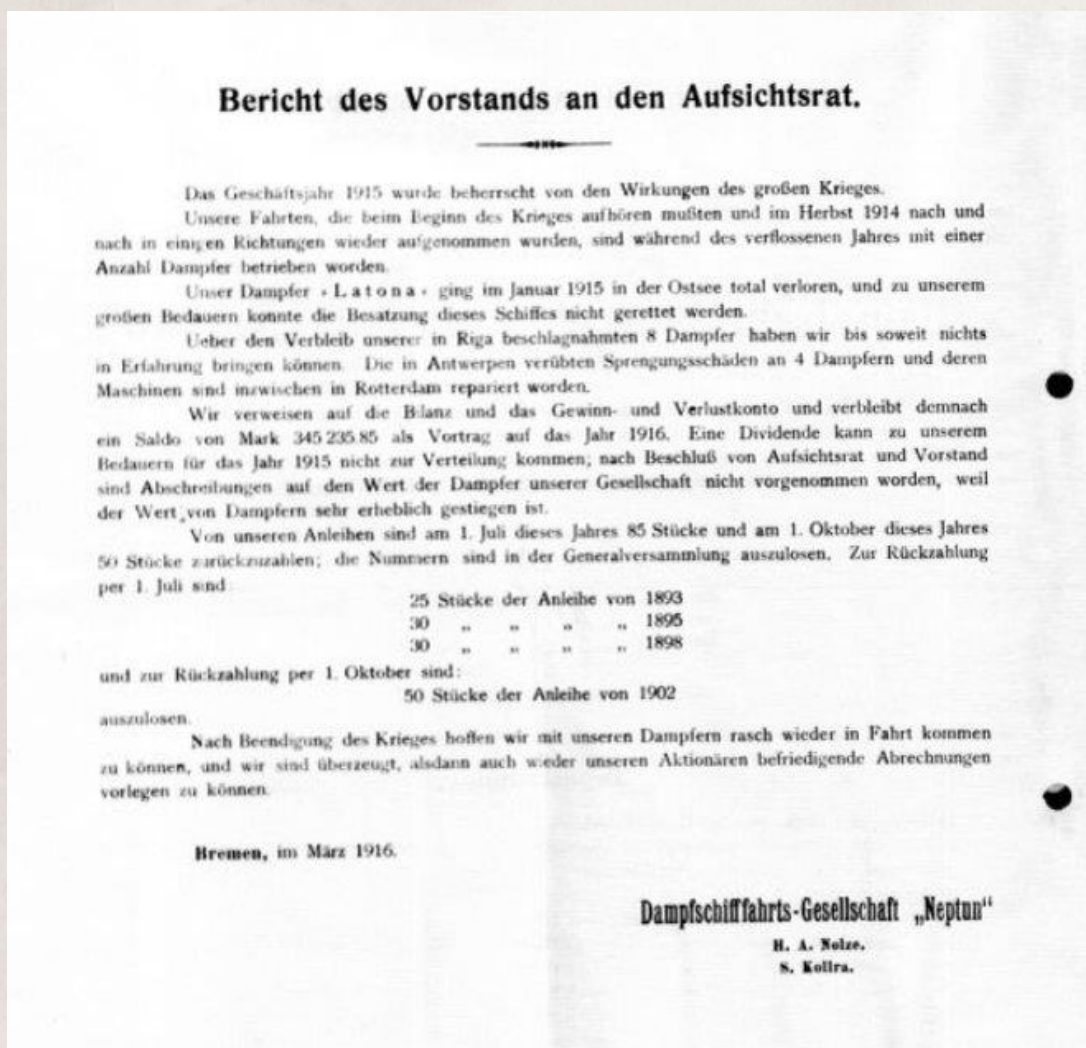 Bericht des Vorstands an den Aufsichtsrat.
Das Geschäftsjahr 1915 wurde beherrscht von den Wirkungen des großen Krieges.
Unsere Fahrten, die beim Beginn des Krieges aufhören mußten und im Herbst 1914 nach und
nach in einigen Richtungen wieder aufgenommen wurden, sind während des verflossenen Jahres mit einer
Anzahl Dampfer betrieben worden.
Unser Dampfer »Latona« ging im Januar 1915 in der Ostsee total verloren, und zu unserem
großen Bedauern konnte die Besatzung dieses Schiffes nicht gerettet werden.
Ueber den Verbleib unserer in Riga beschlagnahmten 8 Dampfer haben wir bis soweit nichts
in Erfahrung bringen können. Die in Antwerpen verübten Sprengungsschäden an 4 Dampfern und deren
Maschinen sind inzwischen in Rotterdam repariert worden.
Wir verweisen auf die Bilanz und das Gewinn- und Verlustkonto und verbleibt demnach
ein Saldo von Mark 345 235.85 als Vortrag auf das Jahr 1916. Eine Dividende kann zu unserem
Bedauern für das Jahr 1915 nicht zur Verteilung kommen; nach Beschluß von Aufsichtsrat und Vorstand
sind Abschreibungen auf den Wert der Dampfer unserer Gesellschaft nicht vorgenommen worden, weil
der Wert von Dampfern sehr erheblich gestiegen ist.
Von unseren Anleihen sind am 1. Juli dieses Jahres 85 Stücke und am 1. Oktober dieses Jahres
50 Stücke zurückzuzahlen; die Nummern sind in der Generalversammlung auszulosen. Zur Rückzahlung
per 1. Juli sind
25 Stücke der Anleihe von 1893
30 „ „ „ „ 1895
30 „ „ „ „ 1898
und zur Rückzahlung per 1. Oktober sind:
50 Stücke der Anleihe von 1902
auszulosen.
Nach Beendigung des Krieges hoffen wir mit unseren Dampfern rasch wieder in Fahrt kommen
zu können, und wir sind überzeugt, alsdann auch wieder unseren Aktionären befriedigende Abrechnungen
vorlegen zu können.
Bremen, im März 1916.
Dampfschifffahrts-Gesellschaft „Neptun“
H. A. Nolze.
S. Kollra.